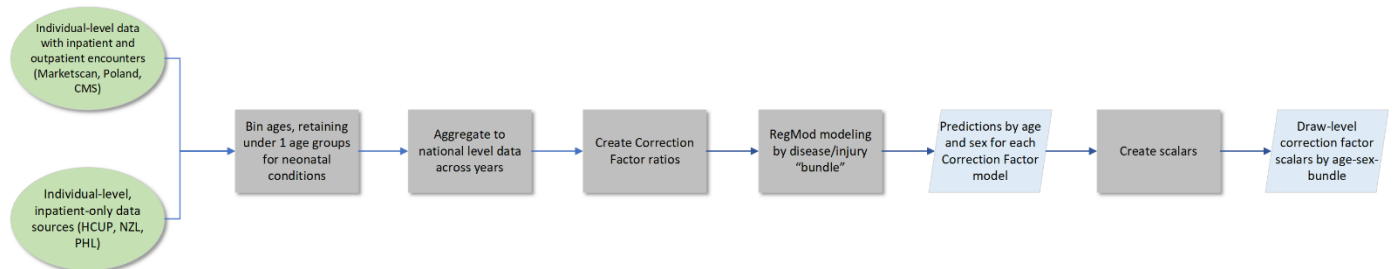 Individual-level data
with inpatient and
outpatient encounters
(Marketscan, Poland,
CMS)
Individual-level,
inpatient-only data
sources (HCUP, NZL,
PHL)
Bin ages, retaining
under 1 age groups
for neonatal
conditions
Aggregate to
national level data
across years
Create Correction
Factor ratios
RegMod modeling
by disease/injury
“bundle”
Predictions by age
and sex for each
Correction Factor
model
Create scalars
Draw-level
correction factor
scalars by age-sex-
bundle